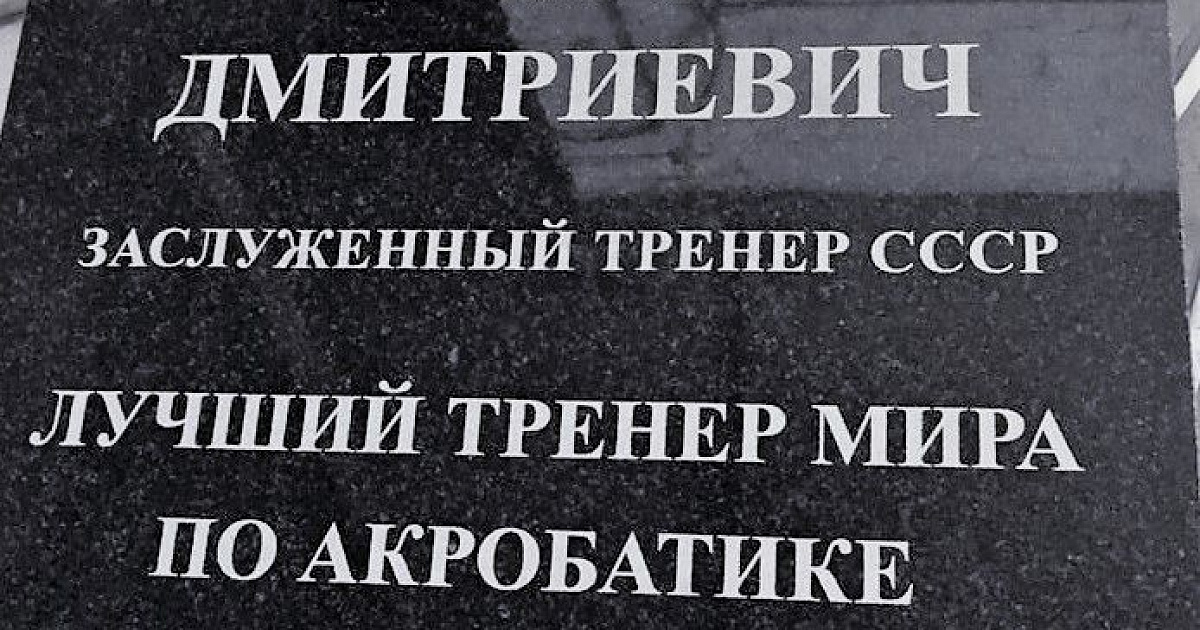 ДМИТРИЕВИЧ
ЗАСЛУЖЕННЫЙ ТРЕНЕР СССР
ЛУЧШИЙ ТРЕНЕР МИРА
ПО АКРОБАТИКЕ